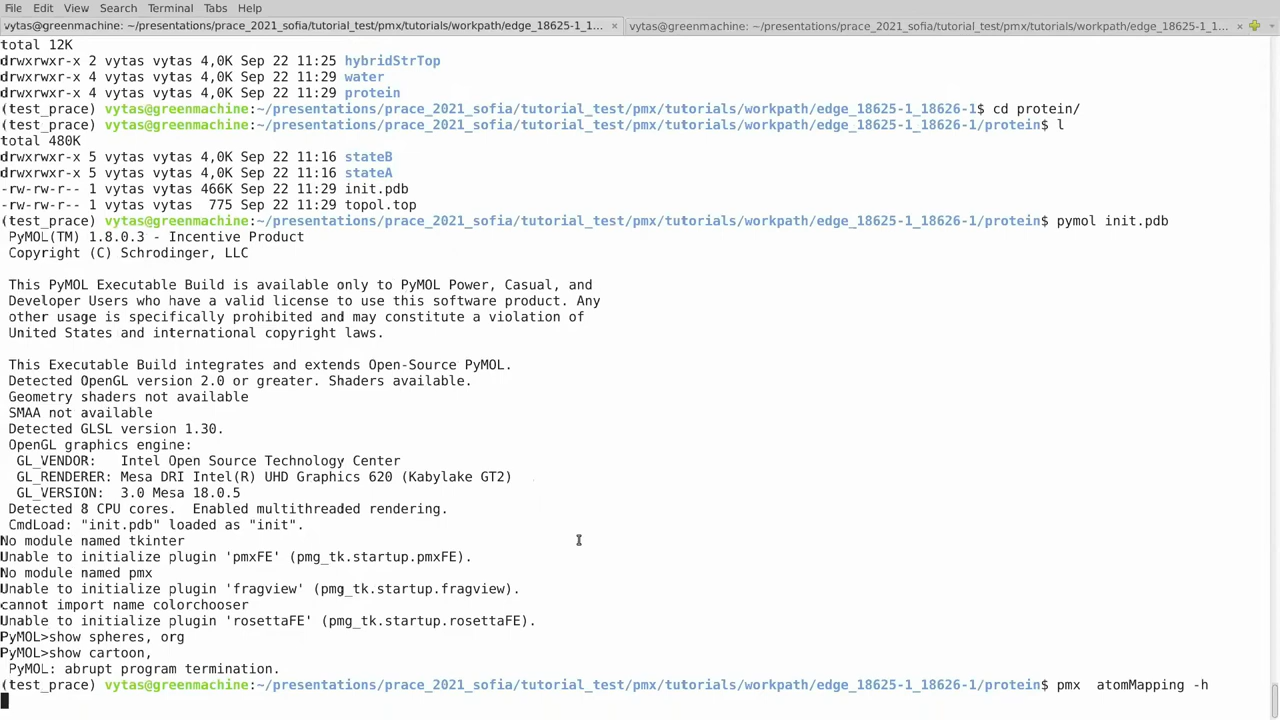 File Edit View Search Terminal Tabs Help
vytas@greenmachine: ~/presentations/prace_2021_sofia/tutorial_test/pmx/tutorials/workpath/edge_18625-1_1... × vytas@greenmachine: ~/presentations/prace_2021_sofia/tutorial_test/pmx/tutorials/workpath/edge_18625-1_1... ×
total 12K
drwxrwxr-x 2 vytas vytas 4,0K Sep 22 11:25 hybridStrTop
drwxrwxr-x 4 vytas vytas 4,0K Sep 22 11:29 water
drwxrwxr-x 4 vytas vytas 4,0K Sep 22 11:29 protein
(test_prace) vytas@greenmachine:~/presentations/prace_2021_sofia/tutorial_test/pmx/tutorials/workpath/edge_18625-1_18626-1$ cd protein/
(test_prace) vytas@greenmachine:~/presentations/prace_2021_sofia/tutorial_test/pmx/tutorials/workpath/edge_18625-1_18626-1/protein$ l
total 480K
drwxrwxr-x 5 vytas vytas 4,0K Sep 22 11:16 stateB
drwxrwxr-x 5 vytas vytas 4,0K Sep 22 11:16 stateA
-rw-rw-r-- 1 vytas vytas 466K Sep 22 11:29 init.pdb
-rw-rw-r-- 1 vytas vytas  775 Sep 22 11:29 topol.top
(test_prace) vytas@greenmachine:~/presentations/prace_2021_sofia/tutorial_test/pmx/tutorials/workpath/edge_18625-1_18626-1/protein$ pymol init.pdb
PyMOL(TM) 1.8.0.3 - Incentive Product
Copyright (C) Schrodinger, LLC
This PyMOL Executable Build is available only to PyMOL Power, Casual, and
Developer Users who have a valid license to use this software product. Any
other usage is specifically prohibited and may constitute a violation of
United States and international copyright laws.
This Executable Build integrates and extends Open-Source PyMOL.
Detected OpenGL version 2.0 or greater. Shaders available.
Geometry shaders not available
SMAA not available
Detected GLSL version 1.30.
OpenGL graphics engine:
GL_VENDOR:   Intel Open Source Technology Center
GL_RENDERER: Mesa DRI Intel(R) UHD Graphics 620 (Kabylake GT2)
GL_VERSION:  3.0 Mesa 18.0.5
Detected 8 CPU cores.  Enabled multithreaded rendering.
CmdLoad: "init.pdb" loaded as "init".
No module named tkinter
Unable to initialize plugin 'pmxFE' (pmg_tk.startup.pmxFE).
No module named pmx
Unable to initialize plugin 'fragview' (pmg_tk.startup.fragview).
cannot import name colorchooser
Unable to initialize plugin 'rosettaFE' (pmg_tk.startup.rosettaFE).
PyMOL>show spheres, org
PyMOL>show cartoon,
PyMOL: abrupt program termination.
(test_prace) vytas@greenmachine:~/presentations/prace_2021_sofia/tutorial_test/pmx/tutorials/workpath/edge_18625-1_18626-1/protein$ pmx  atomMapping -h